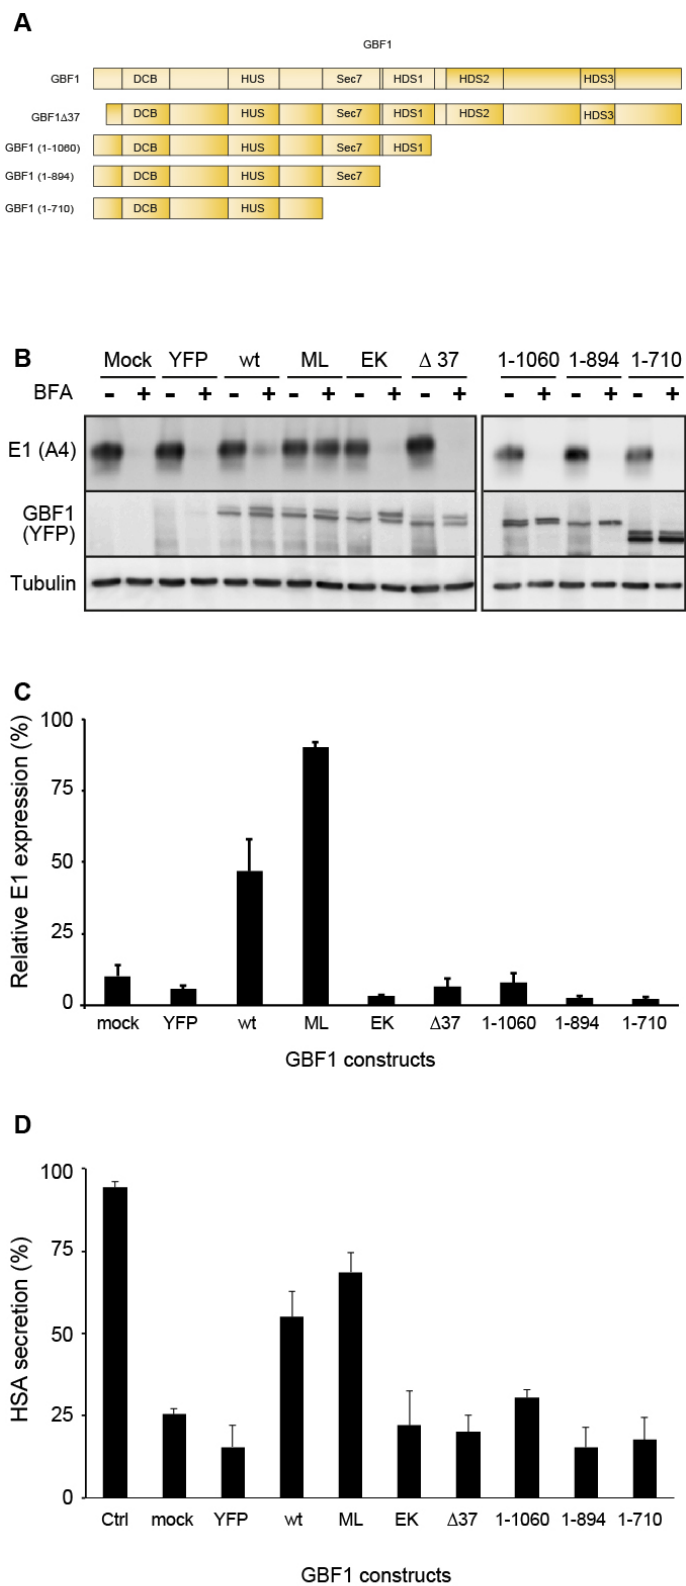 A
GBF1
GBF1 DCB HUS Sec7 HDS1 HDS2 HDS3
GBF1Δ37 DCB HUS Sec7 HDS1 HDS2 HDS3
GBF1 (1-1060) DCB HUS Sec7 HDS1
GBF1 (1-894) DCB HUS Sec7
GBF1 (1-710) DCB HUS
B Mock YFP wt ML EK Δ 37 1-1060 1-894 1-710
BFA - + - + - + - + - + - + - + - + - +
E1 (A4)
GBF1
(YFP)
Tubulin
C
Relative E1 expression (%)
100
75
50
25
0
mock YFP wt ML EK Δ37 1-1060 1-894 1-710
GBF1 constructs
D
HSA secretion (%)
100
75
50
25
0
Ctrl mock YFP wt ML EK Δ37 1-1060 1-894 1-710
GBF1 constructs